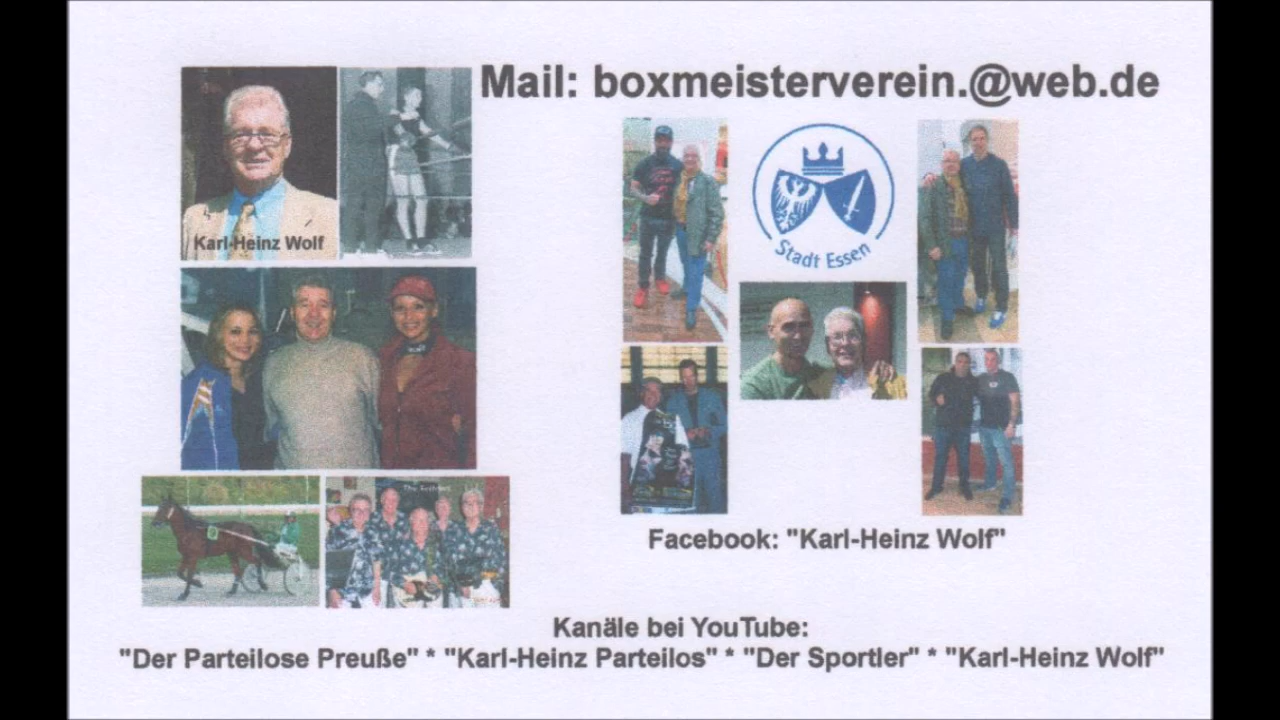 Mail: boxmeisterverein.@web.de
Karl-Heinz Wolf
Stadt Essen
Facebook: "Karl-Heinz Wolf"
Kanäle bei YouTube:
"Der Parteilose Preuße" * "Karl-Heinz Parteilos" * "Der Sportler" * "Karl-Heinz Wolf"